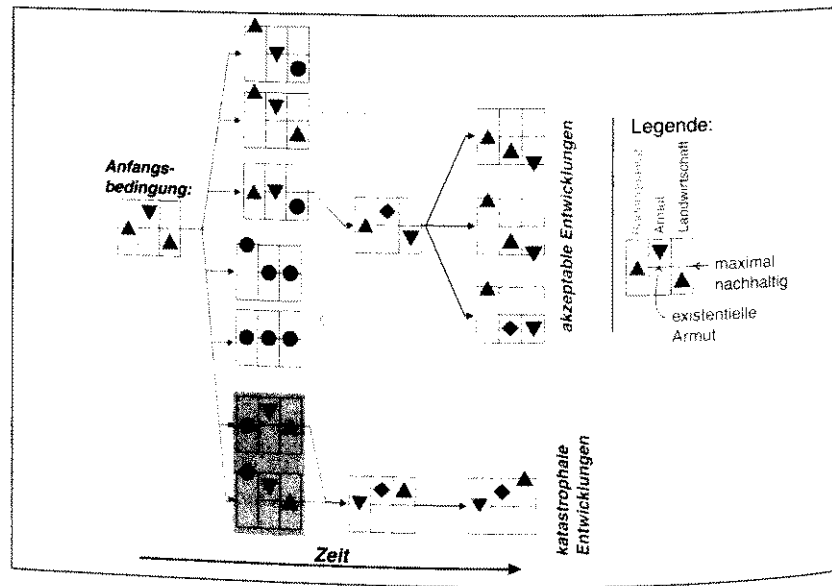 Anfangs-
bedingung:
akzeptable Entwicklungen
katastrophale
Entwicklungen
Zeit
Legende:
Armut
Landwirtschaft
maximal
nachhaltig
existentielle
Armut